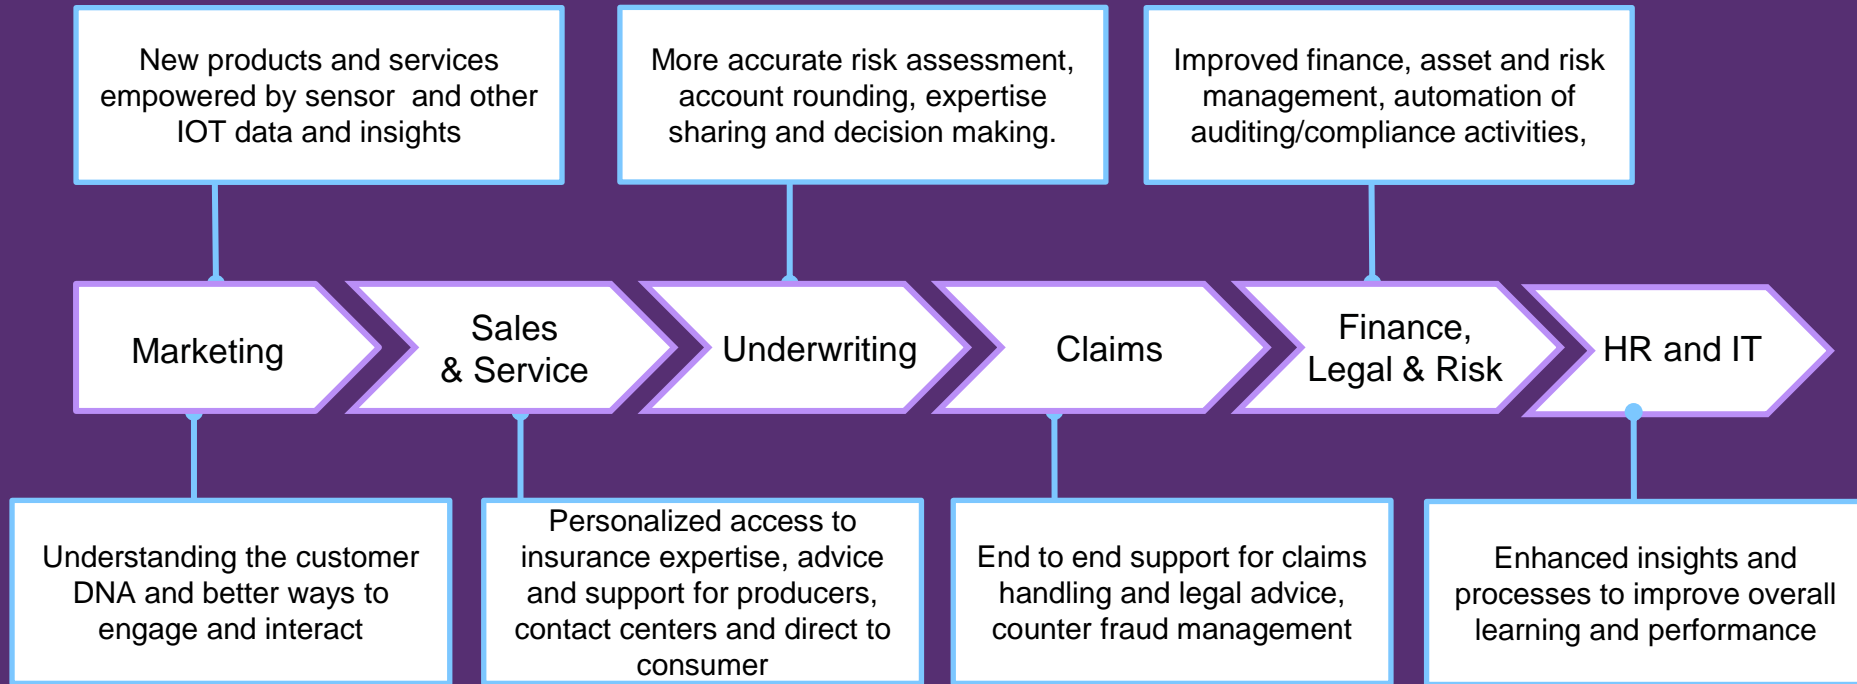 New products and services
empowered by sensor  and other
IOT data and insights
More accurate risk assessment,
account rounding, expertise
sharing and decision making.
Improved finance, asset and risk
management, automation of
auditing/compliance activities,
Marketing
Sales
& Service
Underwriting
Claims
Finance,
Legal & Risk
HR and IT
Understanding the customer
DNA and better ways to
engage and interact
Personalized access to
insurance expertise, advice
and support for producers,
contact centers and direct to
consumer
End to end support for claims
handling and legal advice,
counter fraud management
Enhanced insights and
processes to improve overall
learning and performance